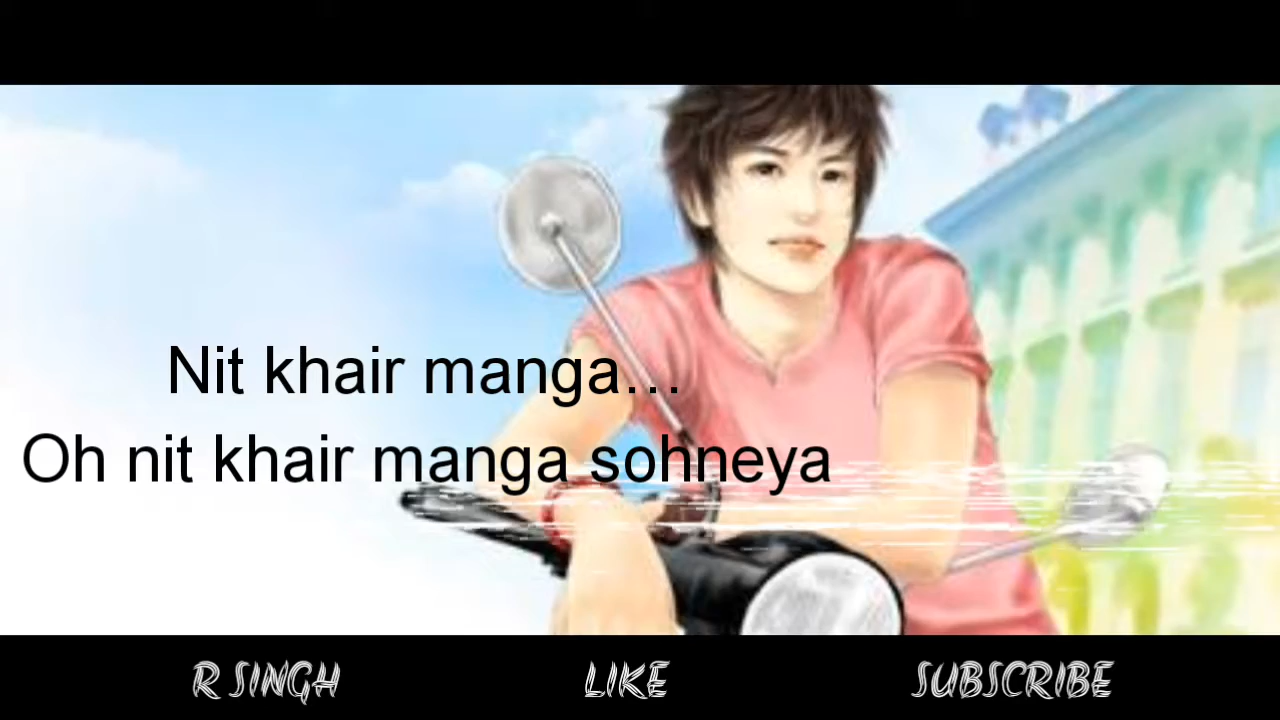 Nit khair manga...
Oh nit khair manga sohneya
R SINGH LIKE SUBSCRIBE